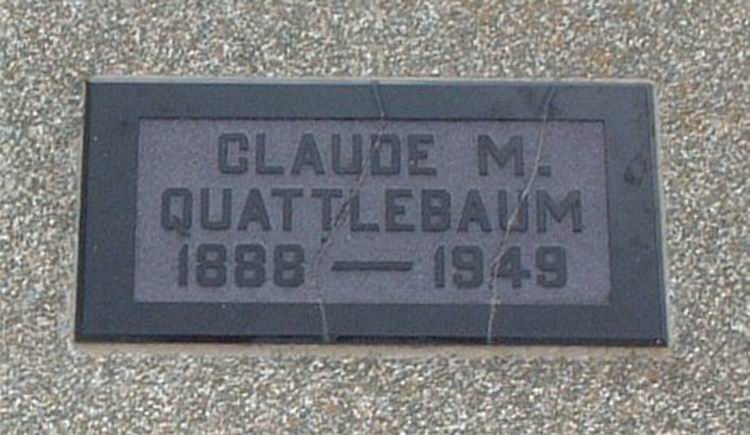 CLAUDE M.
QUATTLEBAUM
1888 — 1949